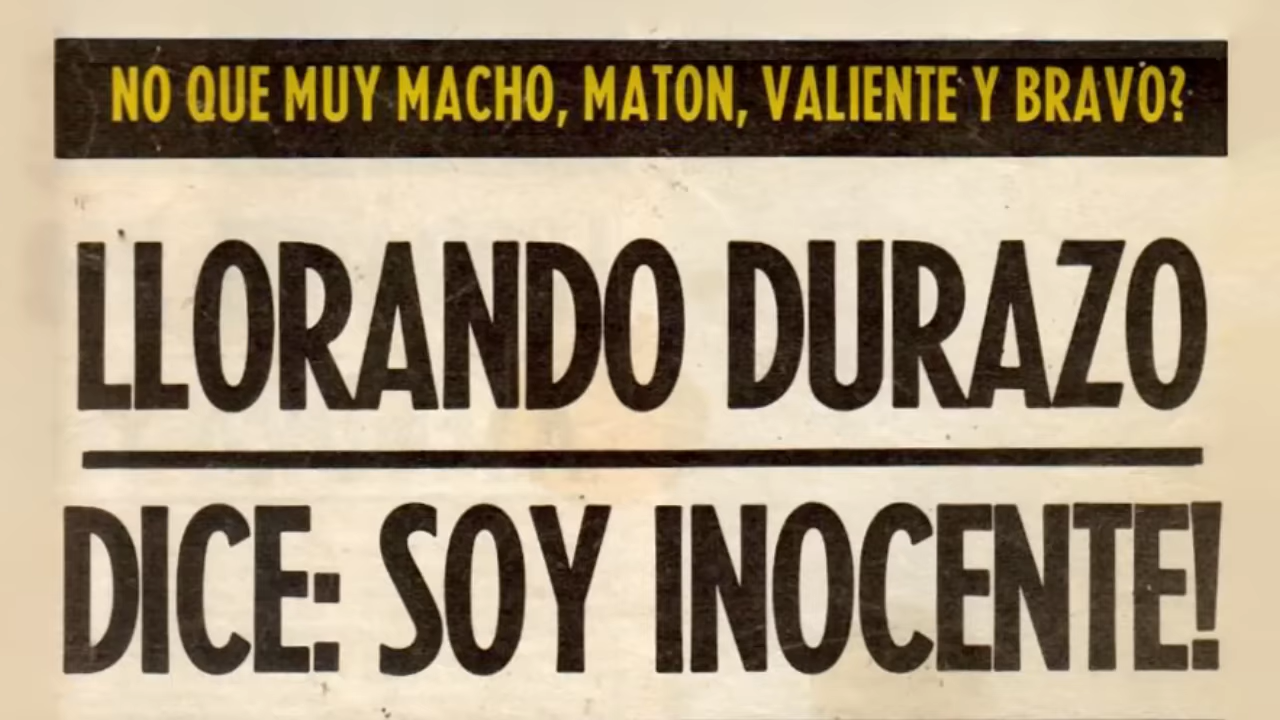 NO QUE MUY MACHO, MATON, VALIENTE Y BRAVO?
LLORANDO DURAZO
DICE: SOY INOCENTE!